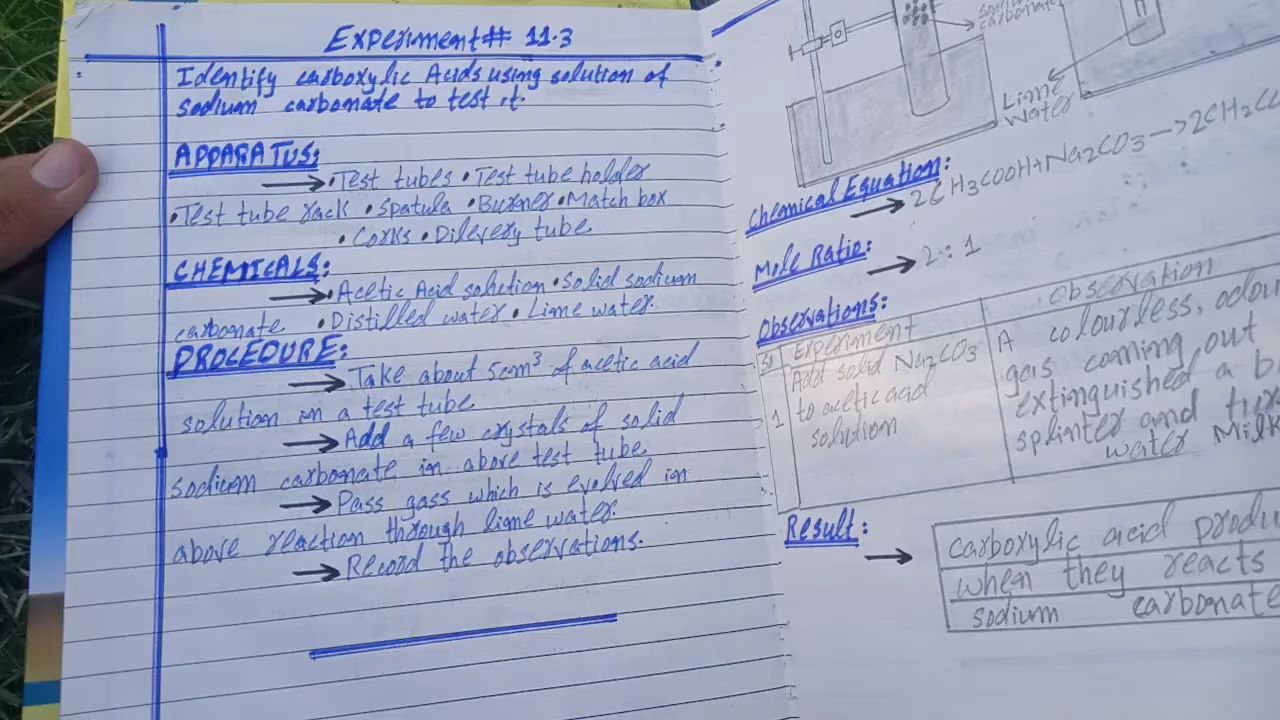 Experiment# 11.3
Identify carboxylic Acids using solution of
sodium carbonate to test it.
APPARATUS:
→ •Test tubes •Test tube holder
•Test tube rack •Spatula •Burner •Match box
•Corks •Dilevery tube
CHEMICALS:
→ •Acetic Acid solution •Solid sodium
carbonate •Distilled water •Lime water.
PROCEDURE:
→ Take about 5cm³ of acetic acid
solution in a test tube.
→ Add a few crystals of solid
sodium carbonate in above test tube.
→ Pass gass which is evolved in
above reaction through lime water.
→ Record the observations.
carbonate
Lime
Water
Chemical Equation:
→ 2CH3COOH+Na2CO3→2CH2C
Mole Ratio:
→ 2 : 1
Observations:
Experiment
Observation
1
Add solid Na2CO3
to acetic acid
solution
A colourless, odou
gas coming out
extinguished a b
splinter and tur
water Milk
Result:
→ carboxylic acid produ
when they reacts
sodium carbonate